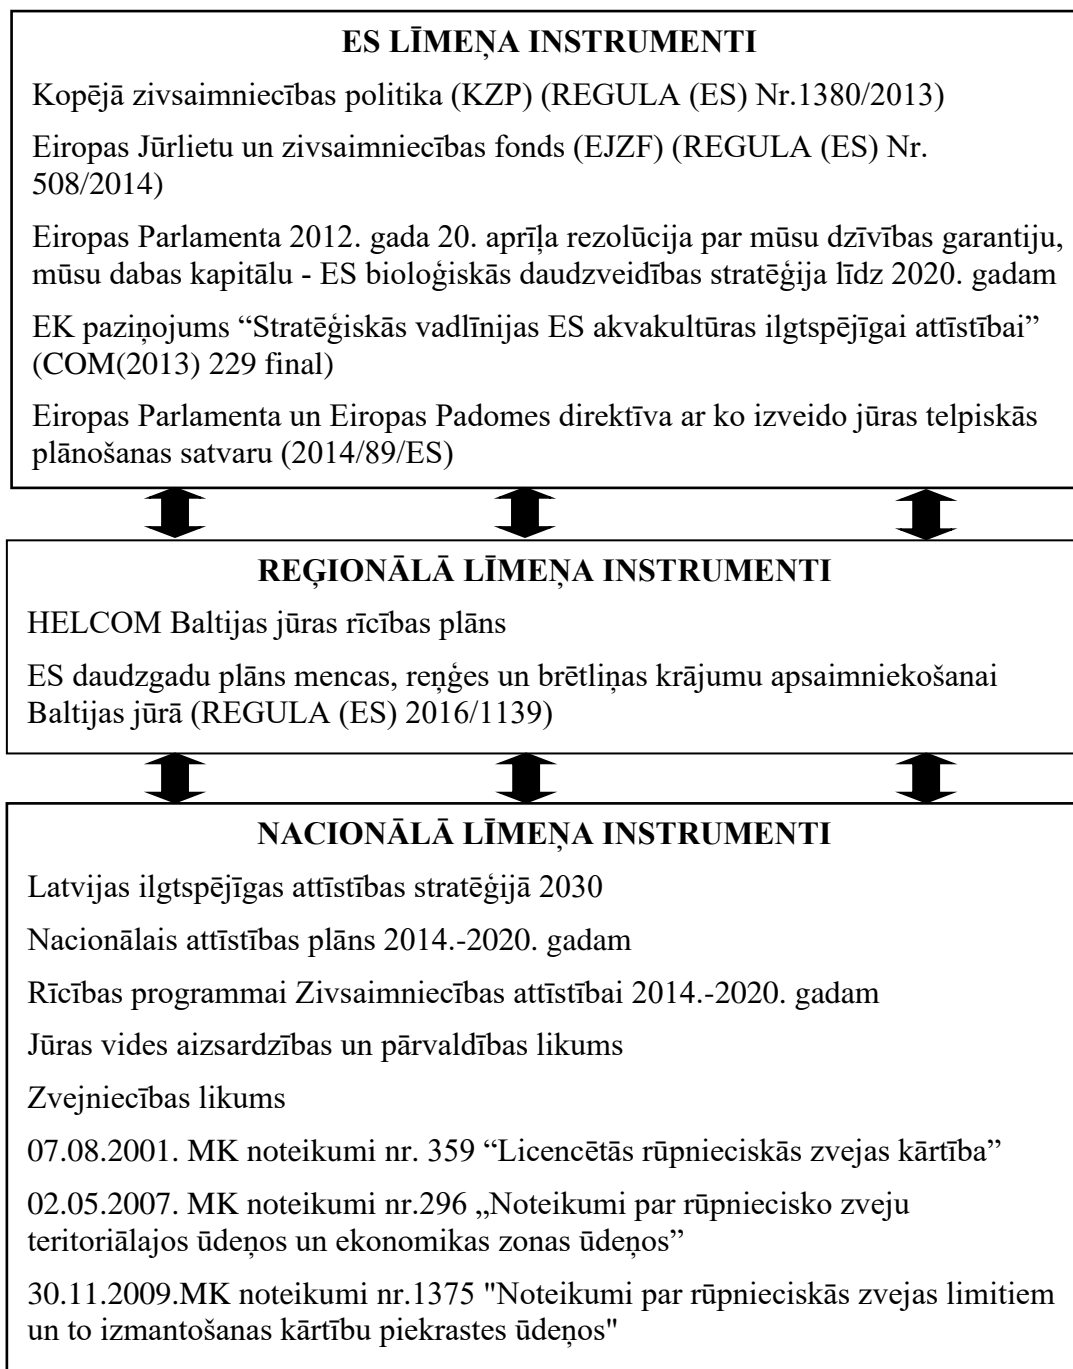 ES LĪMEŅA INSTRUMENTI
Kopējā zivsaimniecības politika (KZP) (REGULA (ES) Nr.1380/2013)
Eiropas Jūrlietu un zivsaimniecības fonds (EJZF) (REGULA (ES) Nr.
508/2014)
Eiropas Parlamenta 2012. gada 20. aprīļa rezolūcija par mūsu dzīvības garantiju,
mūsu dabas kapitālu - ES bioloģiskās daudzveidības stratēģija līdz 2020. gadam
EK paziņojums “Stratēģiskās vadlīnijas ES akvakultūras ilgtspējīgai attīstībai”
(COM(2013) 229 final)
Eiropas Parlamenta un Eiropas Padomes direktīva ar ko izveido jūras telpiskās
plānošanas satvaru (2014/89/ES)
REĢIONĀLĀ LĪMEŅA INSTRUMENTI
HELCOM Baltijas jūras rīcības plāns
ES daudzgadu plāns mencas, reņģes un brētliņas krājumu apsaimniekošanai
Baltijas jūrā (REGULA (ES) 2016/1139)
NACIONĀLĀ LĪMEŅA INSTRUMENTI
Latvijas ilgtspējīgas attīstības stratēģijā 2030
Nacionālais attīstības plāns 2014.-2020. gadam
Rīcības programmai Zivsaimniecības attīstībai 2014.-2020. gadam
Jūras vides aizsardzības un pārvaldības likums
Zvejniecības likums
07.08.2001. MK noteikumi nr. 359 “Licencētās rūpnieciskās zvejas kārtība”
02.05.2007. MK noteikumi nr.296 „Noteikumi par rūpniecisko zveju
teritoriālajos ūdeņos un ekonomikas zonas ūdeņos”
30.11.2009.MK noteikumi nr.1375 "Noteikumi par rūpnieciskās zvejas limitiem
un to izmantošanas kārtību piekrastes ūdeņos"